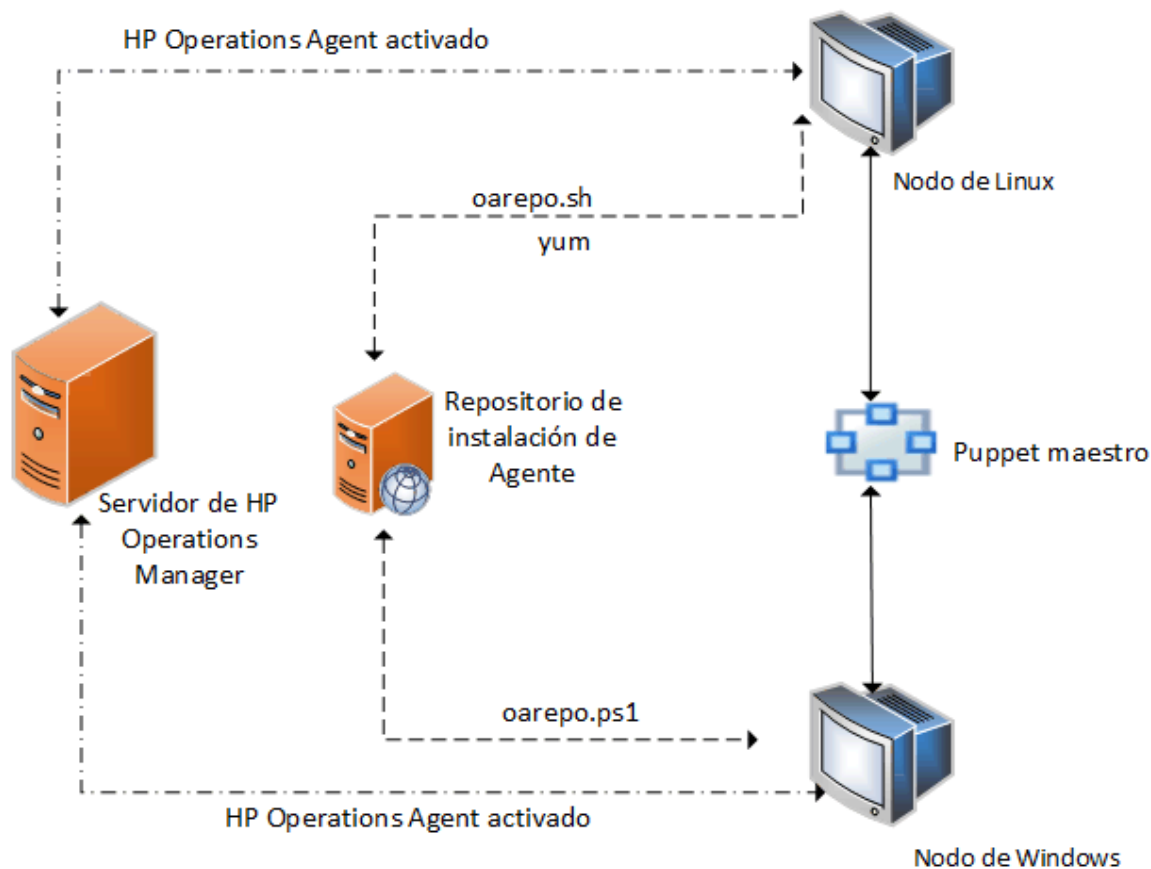 HP Operations Agent activado
Nodo de Linux
oarepo.sh
yum
Repositorio de
instalación de
Agente
Puppet maestro
Servidor de HP
Operations
Manager
oarepo.ps1
HP Operations Agent activado
Nodo de Windows